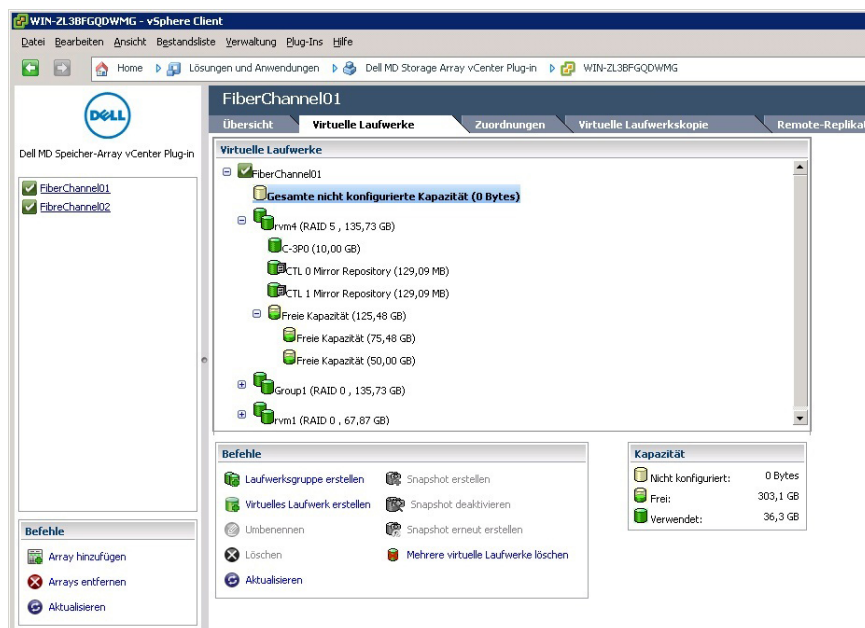 WIN-ZL3BFGQDWMG - vSphere Client
Datei Bearbeiten Ansicht Bestandsliste Verwaltung Plug-Ins Hilfe
Home Lösungen und Anwendungen Dell MD Storage Array vCenter Plug-in WIN-ZL3BFGQDWMG
DELL
Dell MD Speicher-Array vCenter Plug-in
FiberChannel01
FibreChannel02
Befehle
Array hinzufügen
Arrays entfernen
Aktualisieren
FiberChannel01
Übersicht Virtuelle Laufwerke Zuordnungen Virtuelle Laufwerkskopie Remote-Replikat
Virtuelle Laufwerke
FiberChannel01
Gesamte nicht konfigurierte Kapazität (0 Bytes)
rvm4 (RAID 5 , 135,73 GB)
C-3P0 (10,00 GB)
CTL 0 Mirror Repository (129,09 MB)
CTL 1 Mirror Repository (129,09 MB)
Freie Kapazität (125,48 GB)
Freie Kapazität (75,48 GB)
Freie Kapazität (50,00 GB)
Group1 (RAID 0 , 135,73 GB)
rvm1 (RAID 0 , 67,87 GB)
Befehle
Laufwerksgruppe erstellen Snapshot erstellen
Virtuelles Laufwerk erstellen Snapshot deaktivieren
Umbenennen Snapshot erneut erstellen
Löschen Mehrere virtuelle Laufwerke löschen
Aktualisieren
Kapazität
Nicht konfiguriert: 0 Bytes
Frei: 303,1 GB
Verwendet: 36,3 GB